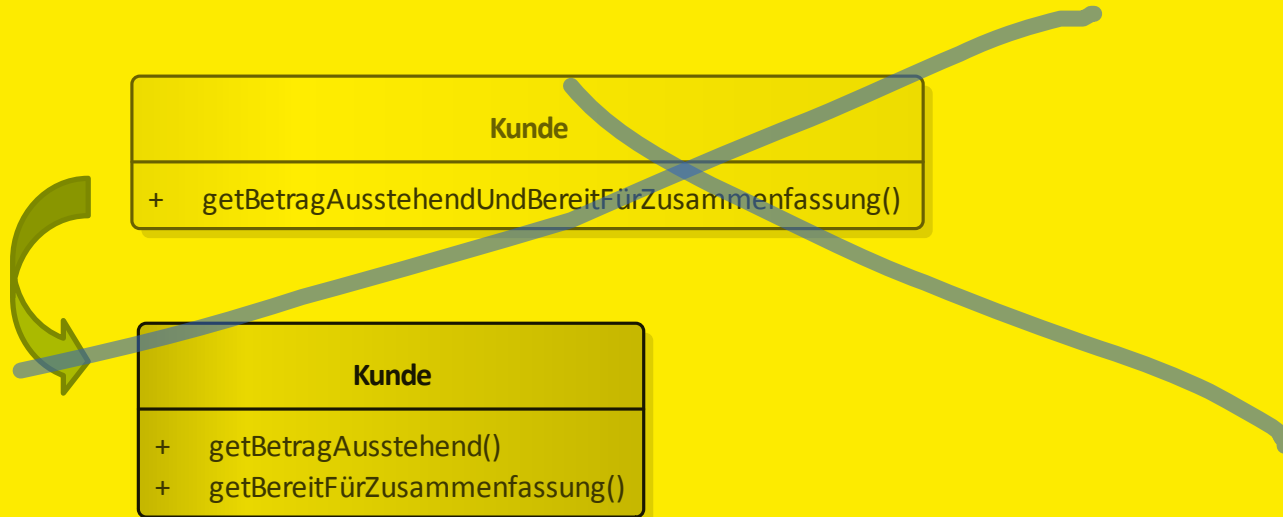 Kunde
+ getBetragAusstehendUndBereitFürZusammenfassung()
Kunde
+ getBetragAusstehend()
+ getBereitFürZusammenfassung()